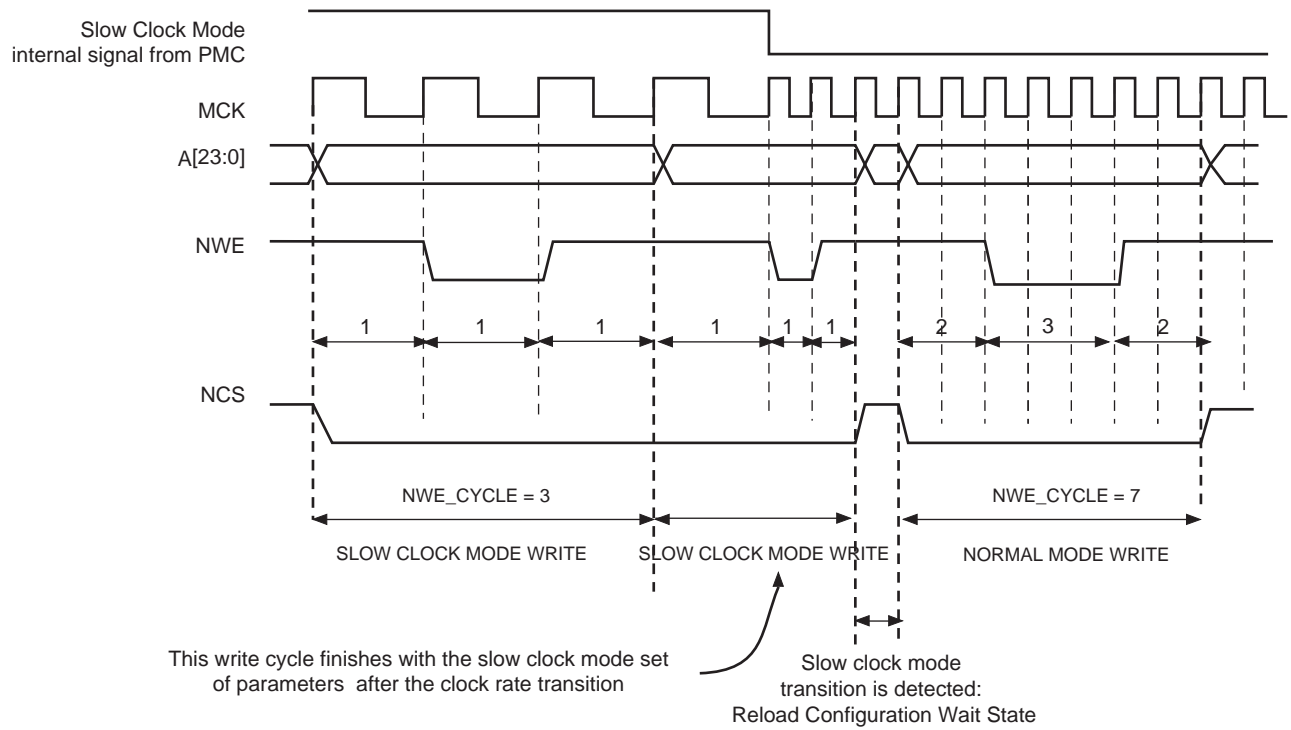 Slow Clock Mode
internal signal from PMC
MCK
A[23:0]
NWE
1 1 1 1 1 1 2 3 2
NCS
NWE_CYCLE = 3 NWE_CYCLE = 7
SLOW CLOCK MODE WRITE SLOW CLOCK MODE WRITE NORMAL MODE WRITE
This write cycle finishes with the slow clock mode set
of parameters after the clock rate transition
Slow clock mode
transition is detected:
Reload Configuration Wait State